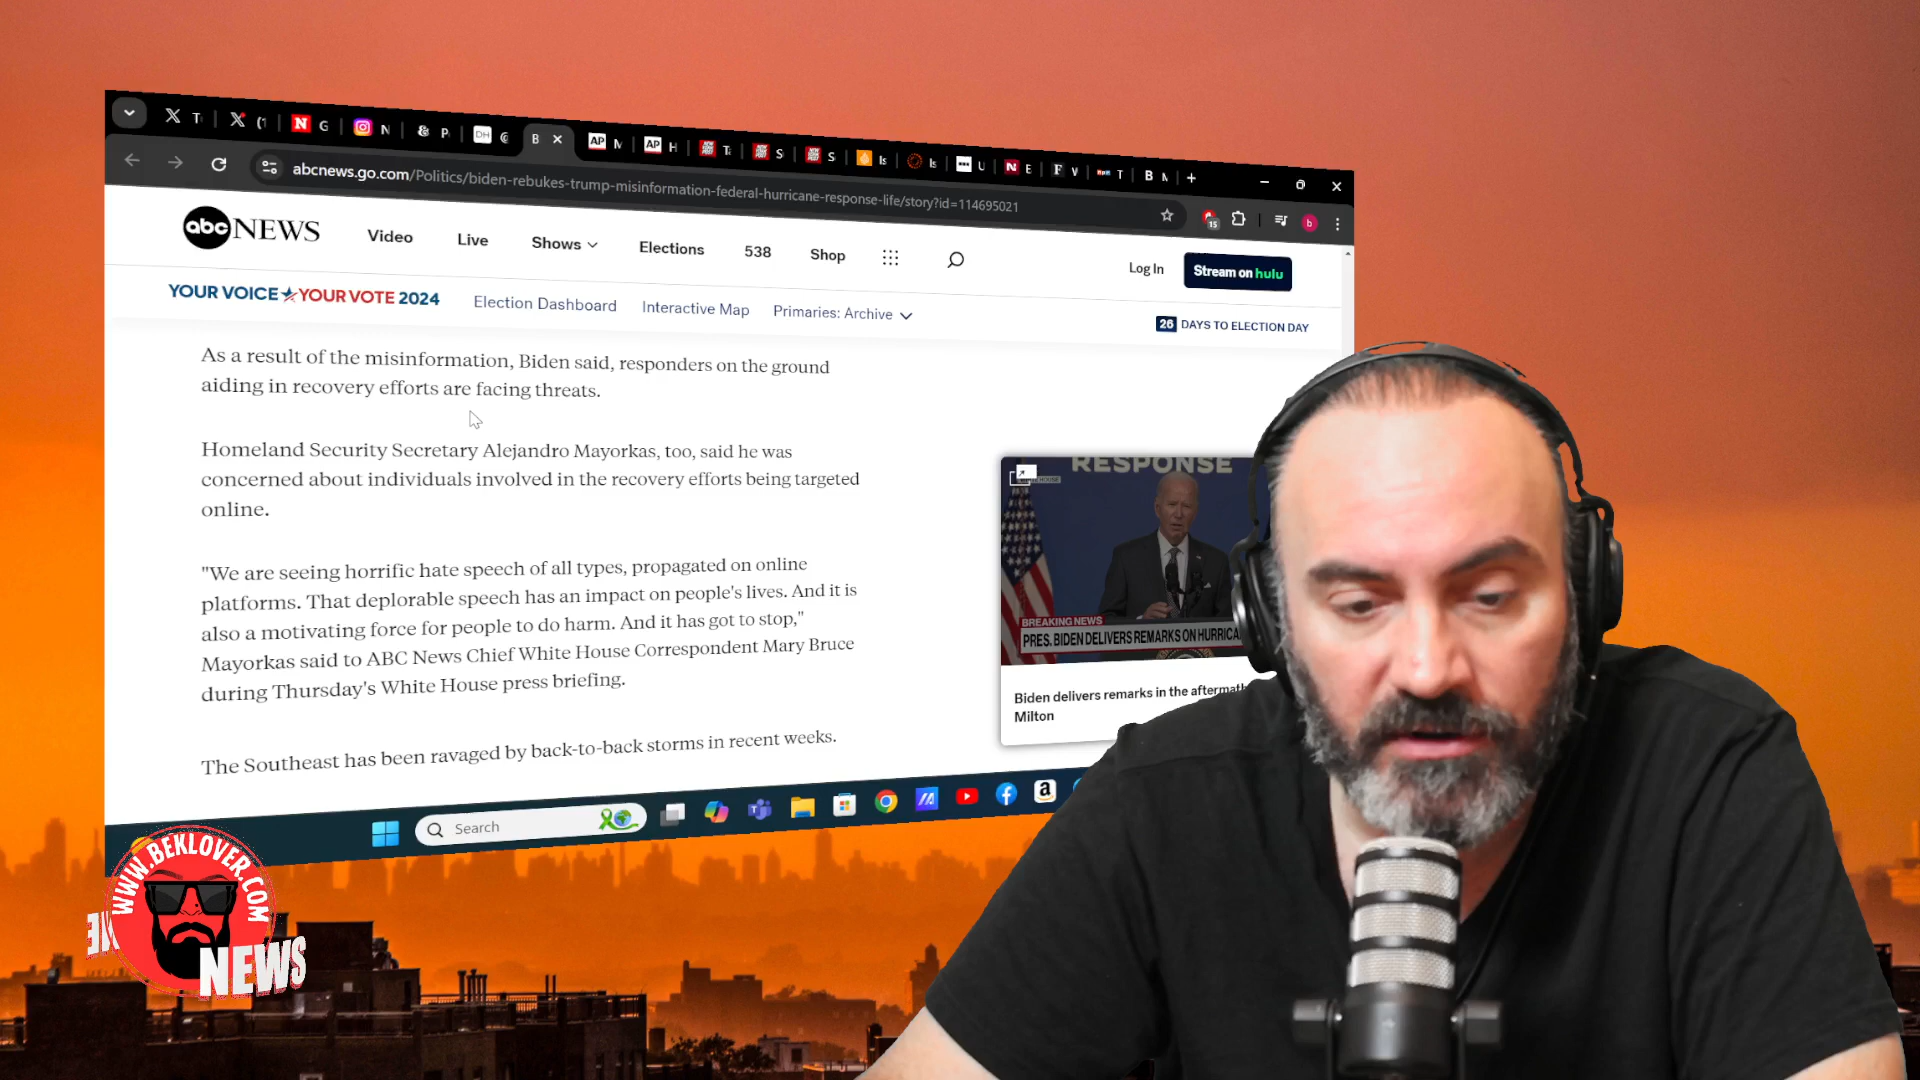 T
(1
G
N
P
DH
@
B
AP
M
AP
H
T
S
S
Is
Is
U
N
E
F
V
T
B
M
abcnews.go.com/Politics/biden-rebukes-trump-misinformation-federal-hurricane-response-life/story?id=114695021
15
b
abc NEWS
Video
Live
Shows
Elections
538
Shop
Log In
Stream on hulu
YOUR VOICE YOUR VOTE 2024
Election Dashboard
Interactive Map
Primaries: Archive
26 DAYS TO ELECTION DAY
As a result of the misinformation, Biden said, responders on the ground
aiding in recovery efforts are facing threats.
Homeland Security Secretary Alejandro Mayorkas, too, said he was
concerned about individuals involved in the recovery efforts being targeted
online.
"We are seeing horrific hate speech of all types, propagated on online
platforms. That deplorable speech has an impact on people's lives. And it is
also a motivating force for people to do harm. And it has got to stop,"
Mayorkas said to ABC News Chief White House Correspondent Mary Bruce
during Thursday's White House press briefing.
The Southeast has been ravaged by back-to-back storms in recent weeks.
RESPONSE
BREAKING NEWS
PRES. BIDEN DELIVERS REMARKS ON HURRICA
Biden delivers remarks in the aftermath
Milton
Search
WWW.BEKLOVER.COM
NEWS